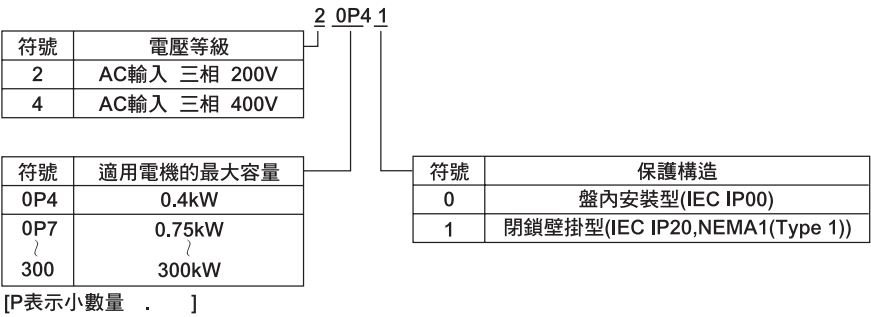 2 0P4 1
符號 電壓等級
2 AC輸入 三相 200V
4 AC輸入 三相 400V
符號 適用電機的最大容量
0P4 0.4kW
0P7 0.75kW
～ ～
300 300kW
[P表示小數量 . ]
符號 保護構造
0 盤內安裝型(IEC IP00)
1 閉鎖壁掛型(IEC IP20,NEMA1(Type 1))